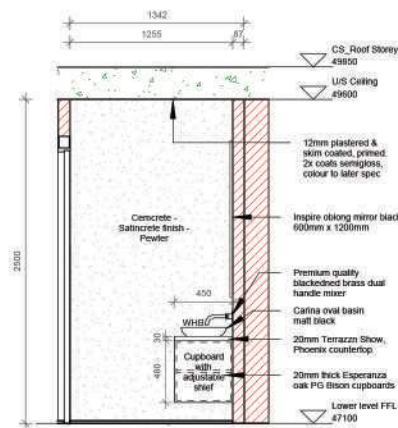 1342
1255
87
CS_Roof Storey
49850
U/S Ceiling
49600
12mm plastered &
skim coated, primed.
2x coats semigloss,
colour to later spec
2500
Cemcrete -
Satincrete finish -
Pewter
Inspire oblong mirror blac
600mm x 1200mm
Premium quality
blackedned brass dual
handle mixer
450
Carina oval basin
matt black
WHB
30
20mm Terrazzn Show,
Phoenix countertop
Cupboard
with
adjustable
shlef
480
20mm thick Esperanza
oak PG Bison cupboards
Lower level FFL
47100